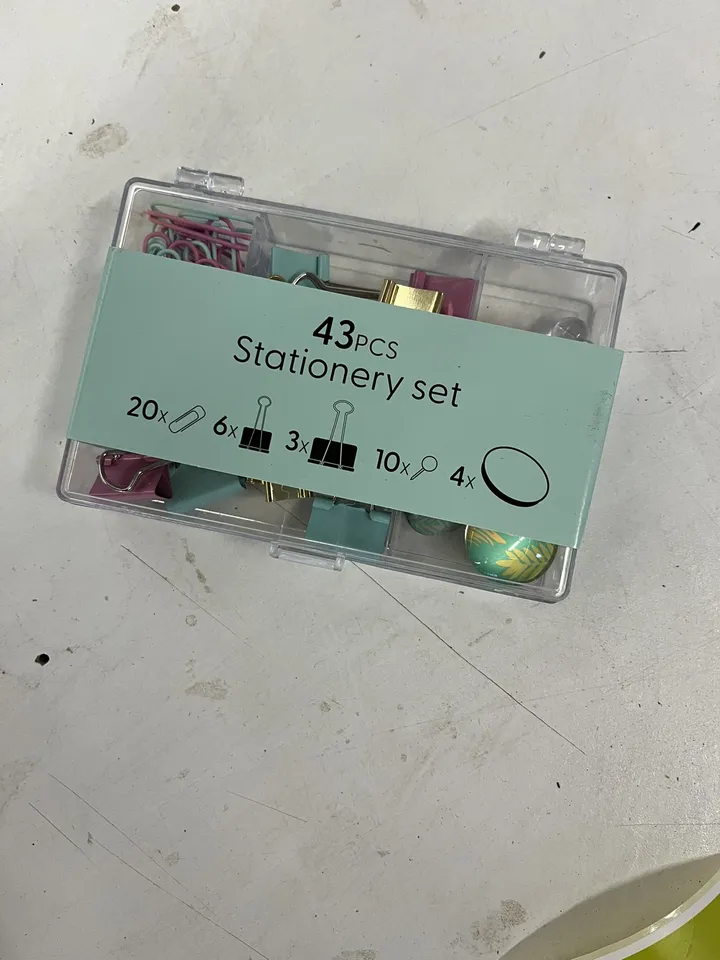 43PCS
Stationery set
20x 6x 3x 10x 4x